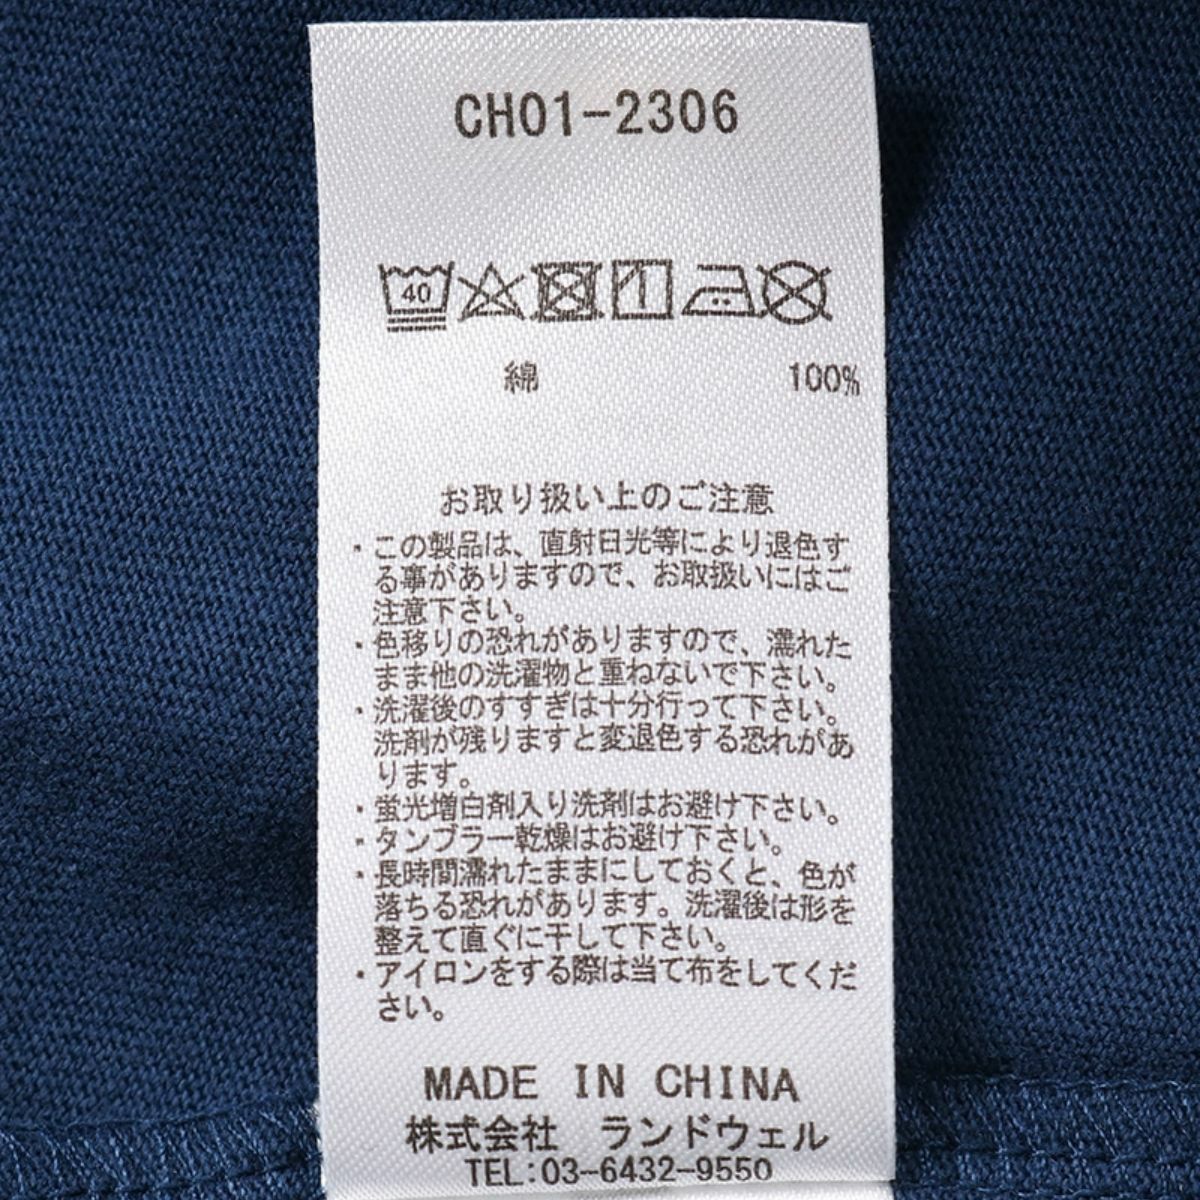 CH01-2306
40
綿 100%
お取り扱い上のご注意
・この製品は、直射日光等により退色す
る事がありますので、お取扱いにはご
注意下さい。
・色移りの恐れがありますので、濡れた
まま他の洗濯物と重ねないで下さい。
・洗濯後のすすぎは十分行って下さい。
洗剤が残りますと変退色する恐れがあ
ります。
・蛍光増白剤入り洗剤はお避け下さい。
・タンブラー乾燥はお避け下さい。
・長時間濡れたままにしておくと、色が
落ちる恐れがあります。洗濯後は形を
整えて直ぐに干して下さい。
・アイロンをする際は当て布をしてくだ
さい。
MADE IN CHINA
株式会社 ランドウェル
TEL:03-6432-9550